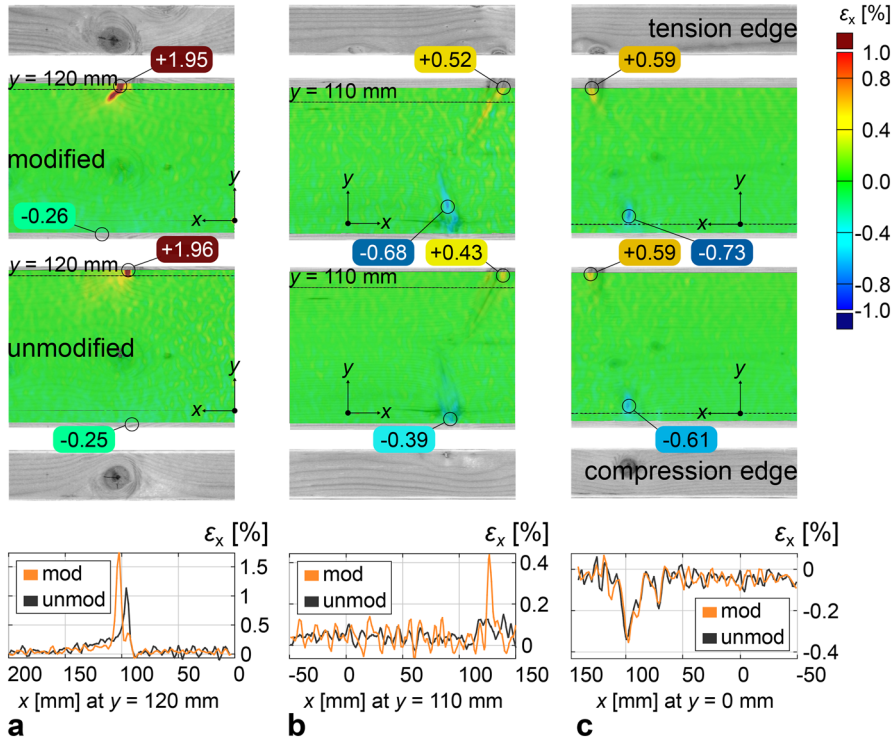 εx [%]
tension edge
+1.95
+0.52
+0.59
y = 120 mm
y = 110 mm
modified
y
y
y
x
x
x
-0.26
-0.68
-0.73
1.0
0.8
0.4
0.0
-0.4
-0.8
-1.0
+1.96
+0.43
+0.59
y = 120 mm
y = 110 mm
unmodified
y
y
y
x
x
x
-0.25
-0.39
-0.61
compression edge
εx [%]
mod
unmod
1.5
1.0
0.5
0
200 150 100 50 0
x [mm] at y = 120 mm
a
εx [%]
mod
unmod
0.4
0.2
0
-50 0 50 100 150
x [mm] at y = 110 mm
b
εx [%]
mod
unmod
0
-0.2
-0.4
150 100 50 0 -50
x [mm] at y = 0 mm
c